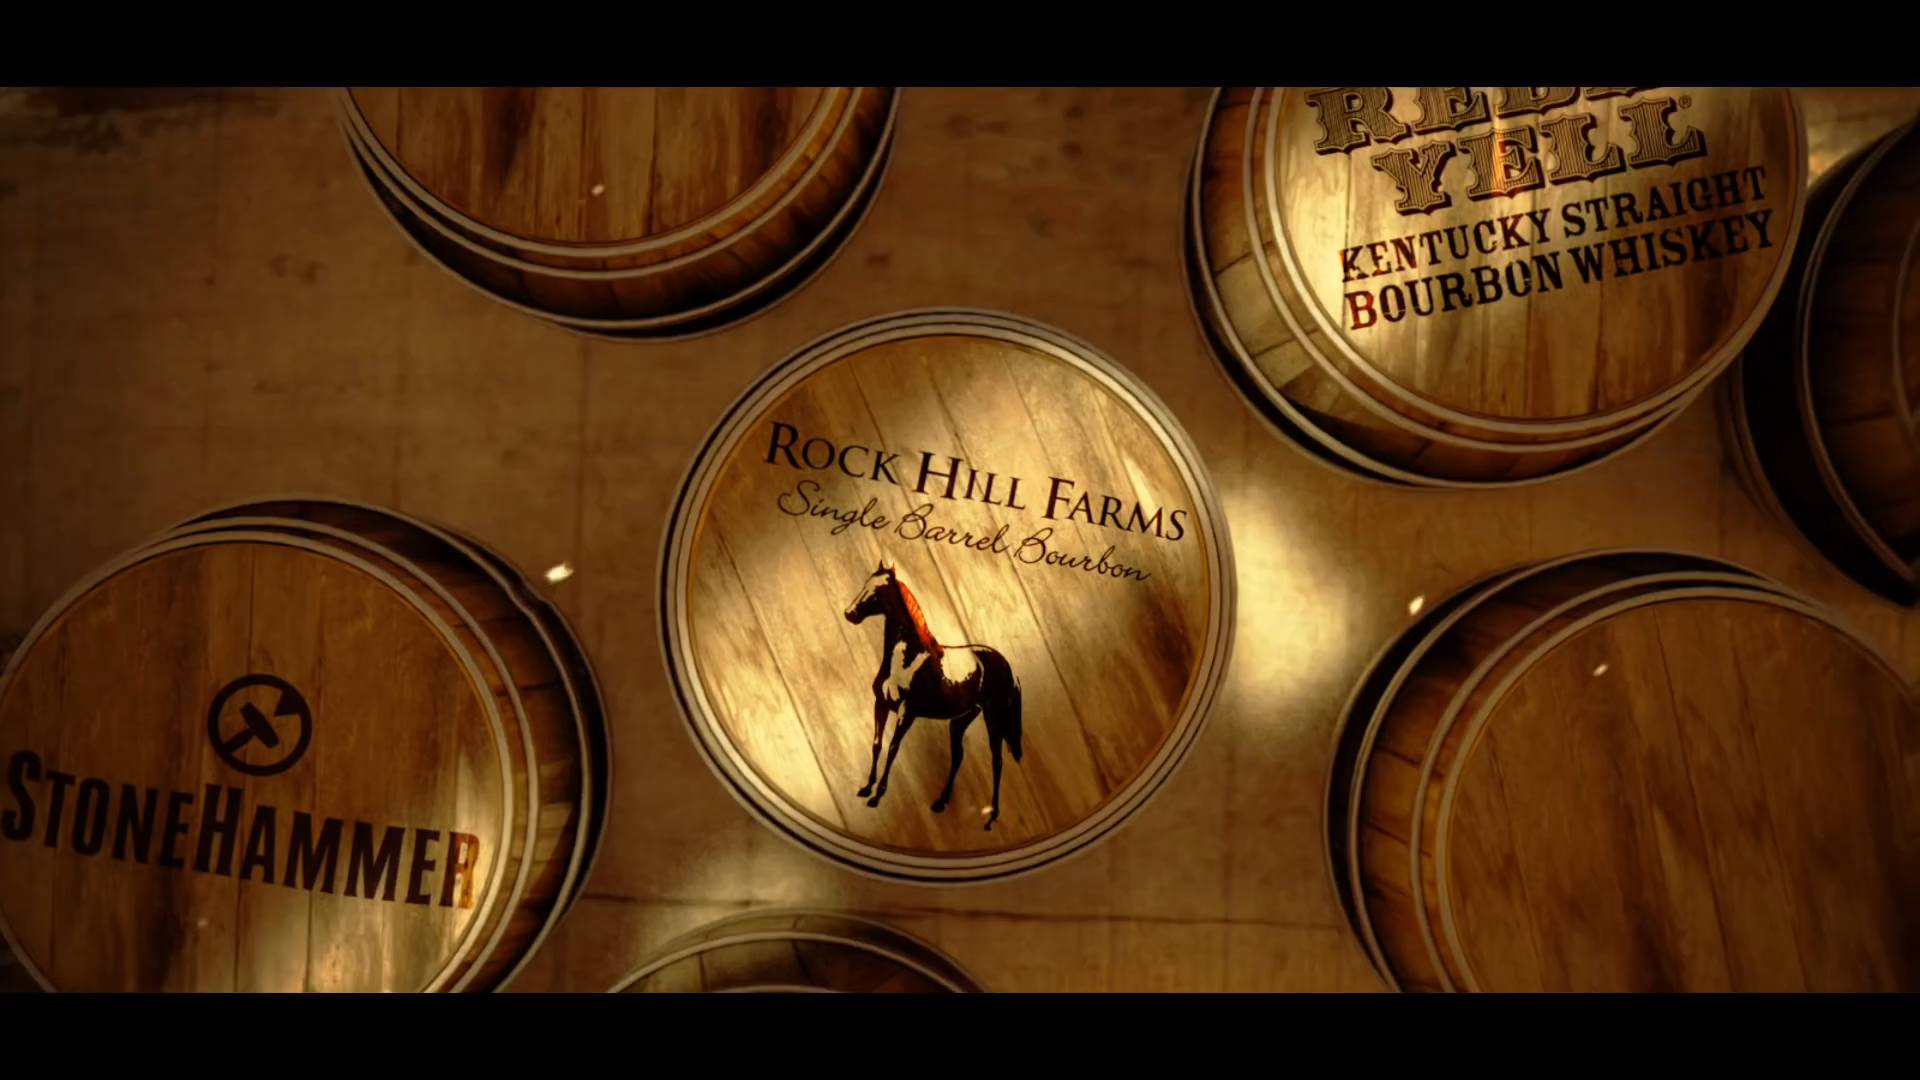 YELL®
KENTUCKY STRAIGHT
BOURBON WHISKEY
ROCK HILL FARMS
Single Barrel Bourbon
STONEHAMMER